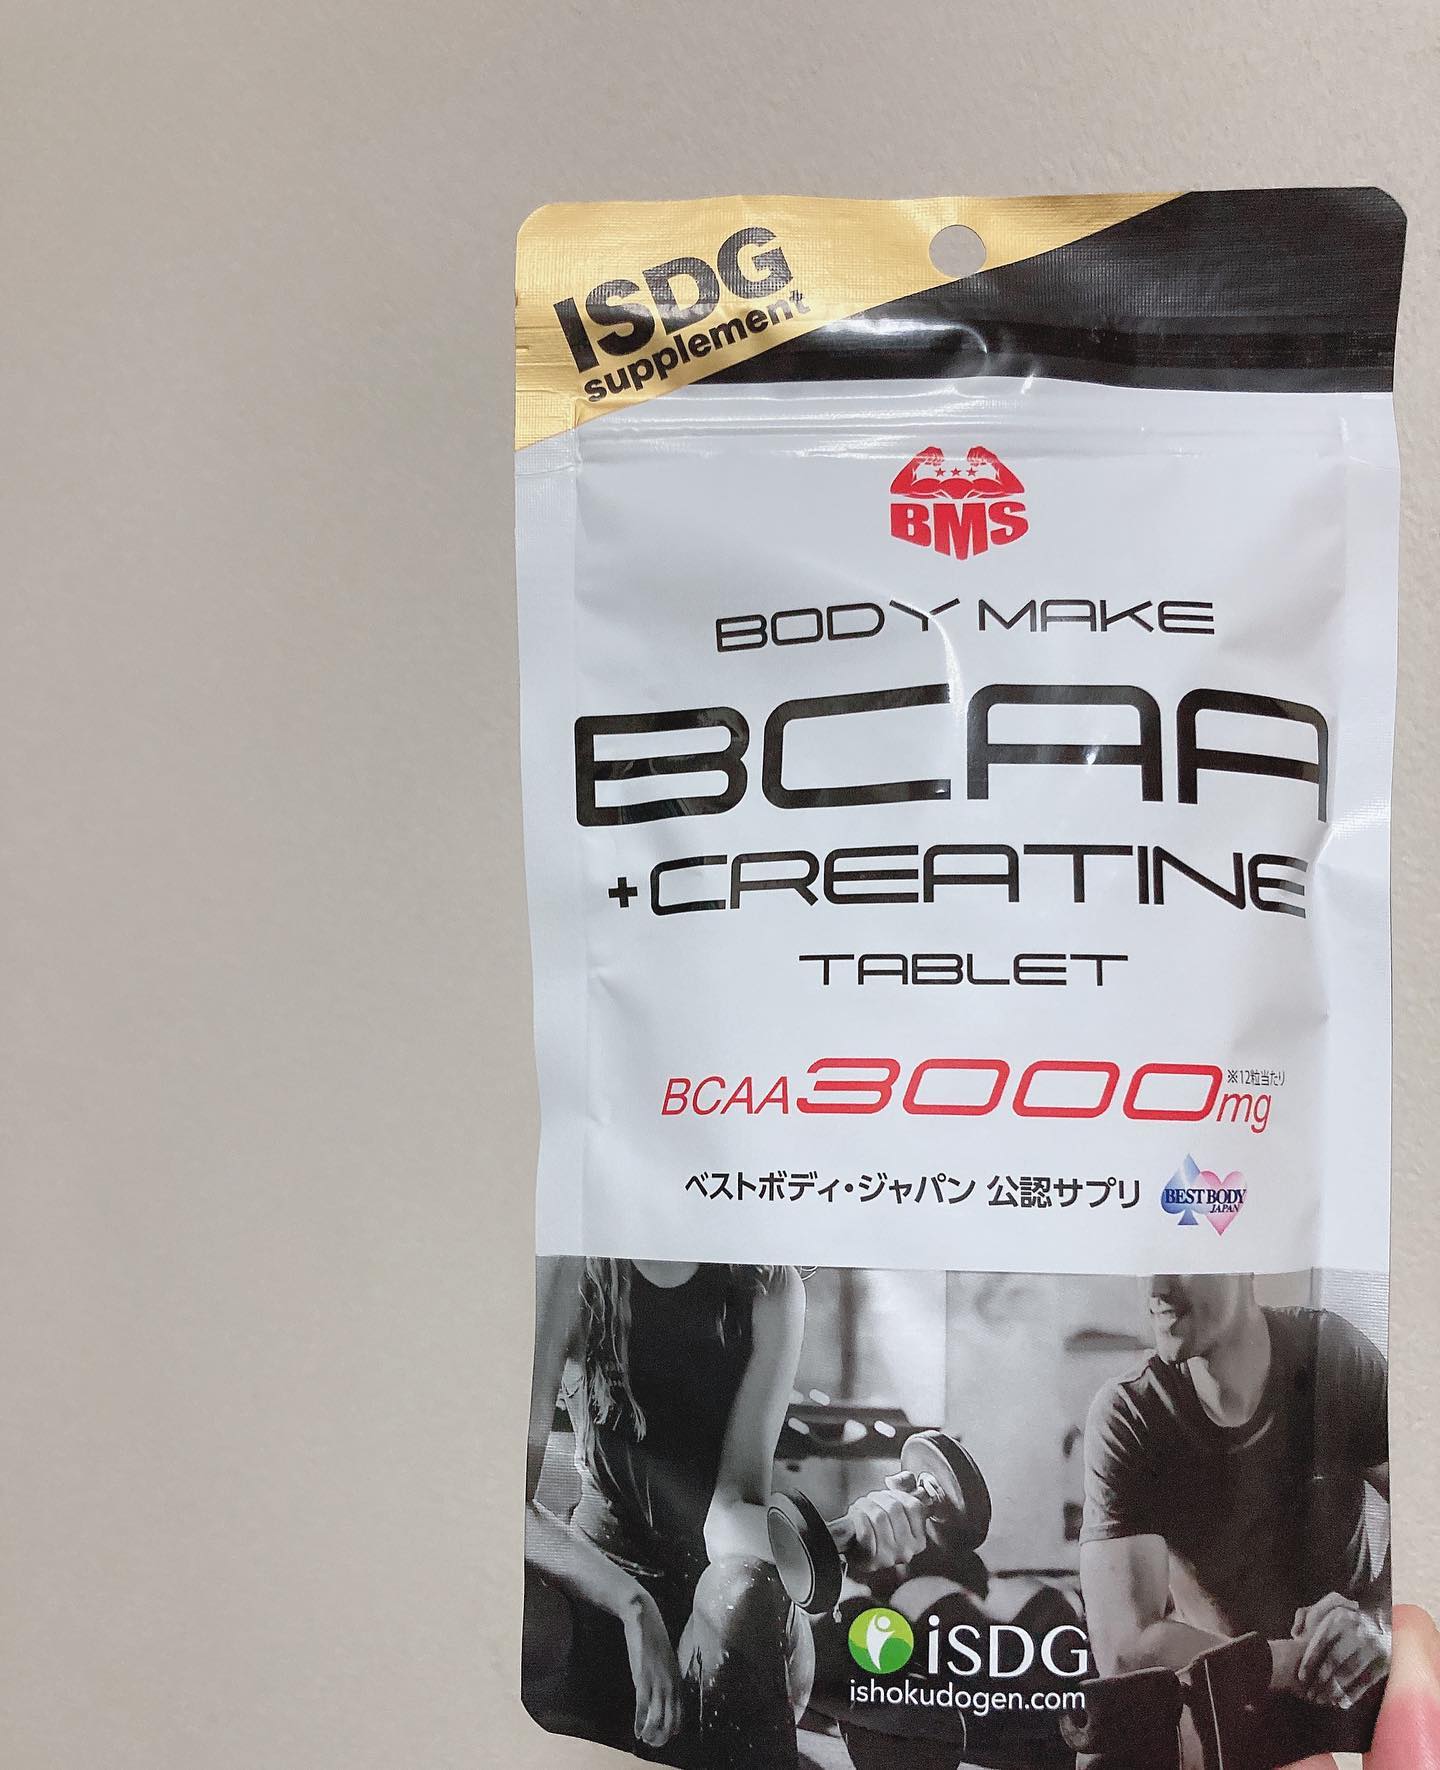 ISDG
supplement
BMS
BODY MAKE
BCAA
+CREATINE
TABLET
BCAA3000mg ※12粒当たり
ベストボディ・ジャパン 公認サプリ
BEST BODY
JAPAN
iSDG
ishokudogen.com